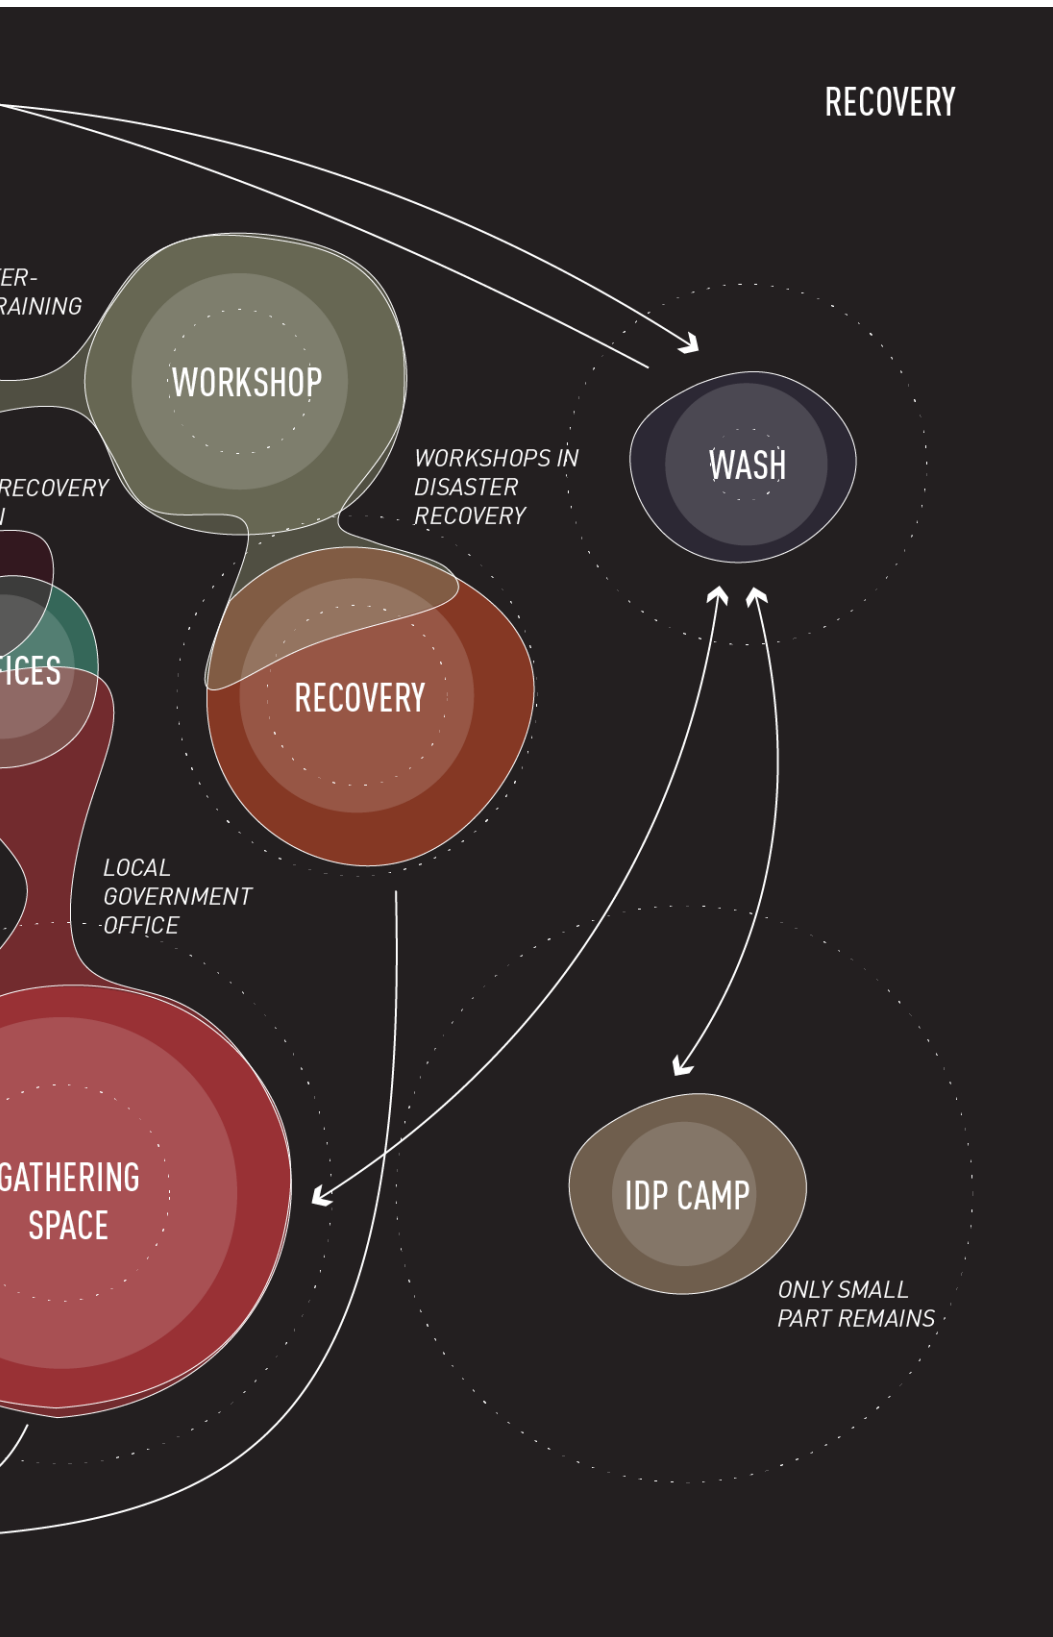 RECOVERY
WORKSHOP
WORKSHOPS IN
DISASTER
RECOVERY
WASH
RECOVERY
RECOVERY
LOCAL
GOVERNMENT
OFFICE
GATHERING
SPACE
IDP CAMP
ONLY SMALL
PART REMAINS